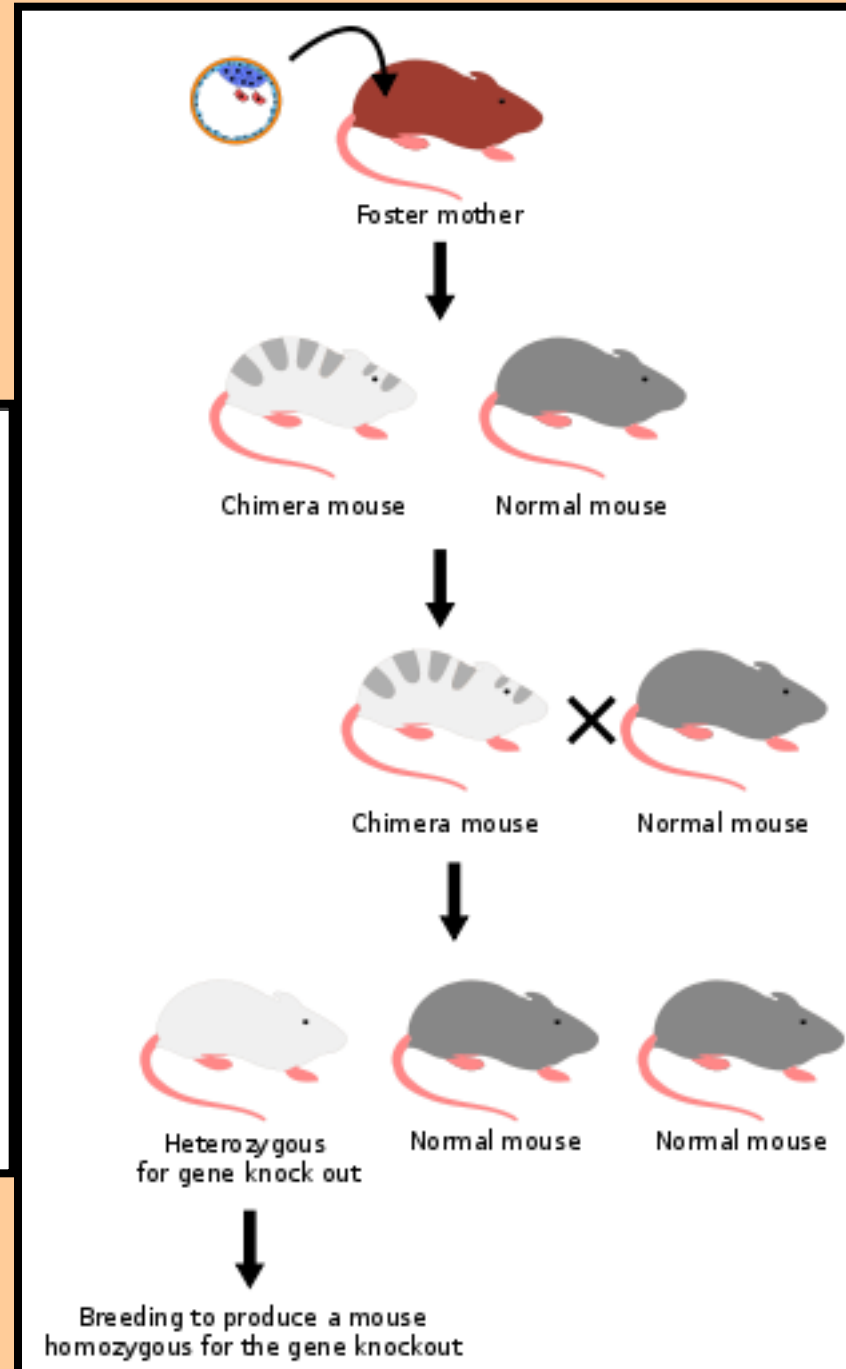 Foster mother
Chimera mouse
Normal mouse
Chimera mouse
Normal mouse
Heterozygous
for gene knock out
Normal mouse
Normal mouse
Breeding to produce a mouse
homozygous for the gene knockout